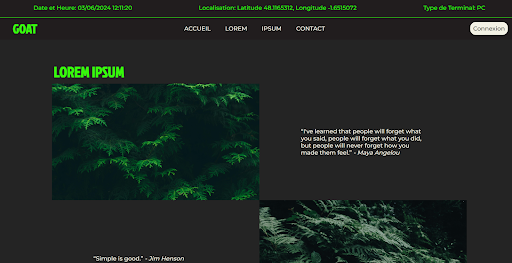 Date et Heure: 03/06/2024 12:11:20
Localisation: Latitude 48.1165312, Longitude -1.6515072
Type de Terminal: PC
GOAT
ACCUEIL
LOREM
IPSUM
CONTACT
Connexion
LOREM IPSUM
"I've learned that people will forget what
you said, people will forget what you did,
but people will never forget how you
made them feel." - Maya Angelou
"Simple is good." - Jim Henson